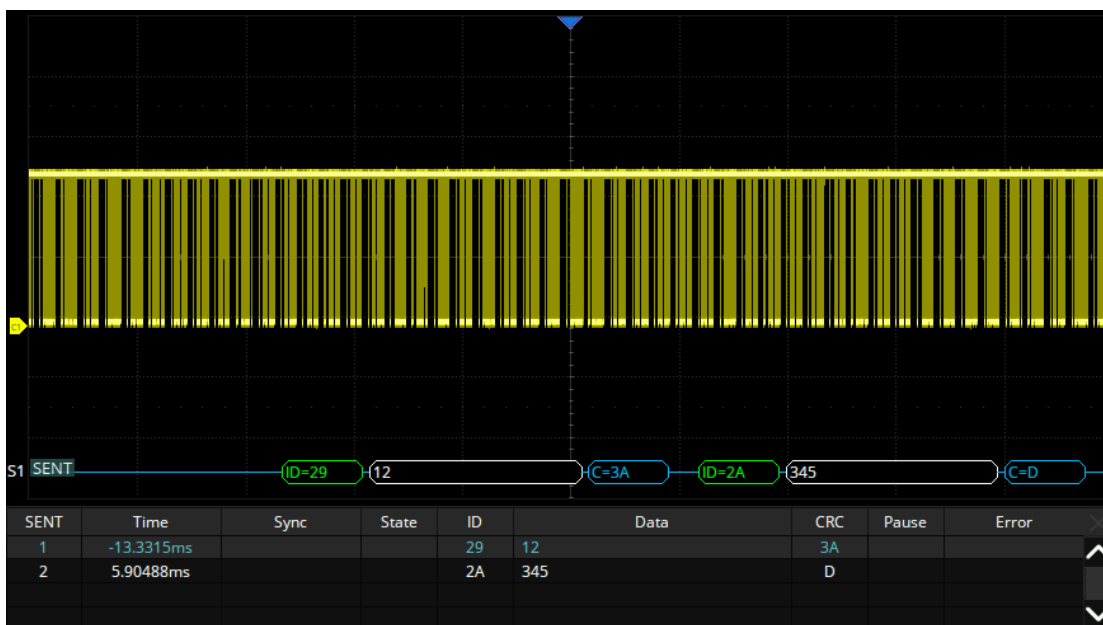 C1
S1 SENT ID=29 12 C=3A ID=2A 345 C=D
SENT Time Sync State ID Data CRC Pause Error
1 -13.3315ms 29 12 3A
2 5.90488ms 2A 345 D